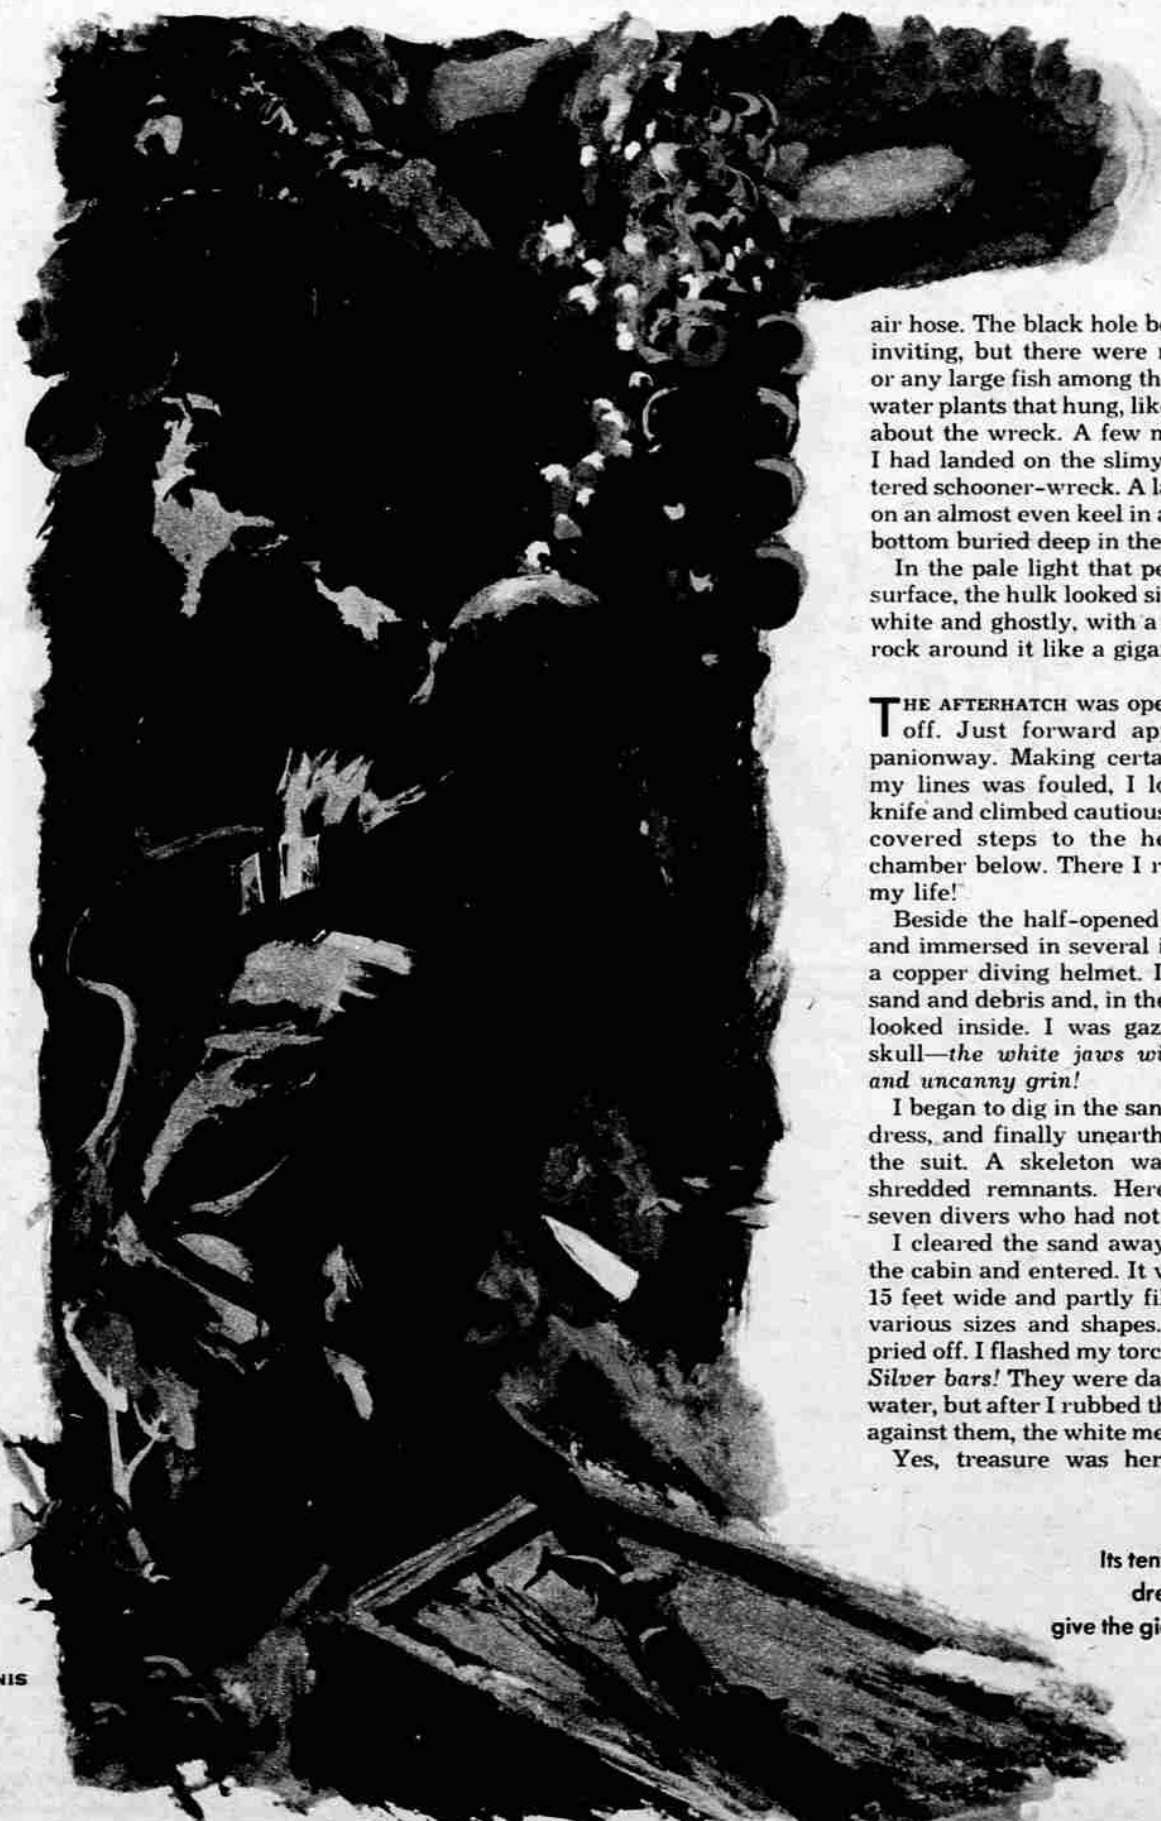 air hose. The black hole b
inviting, but there were
or any large fish among th
water plants that hung, lik
about the wreck. A few
I had landed on the slimy
tered schooner-wreck. A l
on an almost even keel in a
bottom buried deep in the
In the pale light that pe
surface, the hulk looked si
white and ghostly, with a
rock around it like a giga
THE AFTERHATCH was ope
off. Just forward ap
panionway. Making certa
my lines was fouled, I l
knife and climbed cautious
covered steps to the he
chamber below. There I r
my life!
Beside the half-opened
and immersed in several
a copper diving helmet. I
sand and debris and, in the
looked inside. I was gaz
skull—the white jaws wi
and uncanny grin!
I began to dig in the san
dress, and finally unearth
the suit. A skeleton wa
shredded remnants. Here
seven divers who had not
I cleared the sand away
the cabin and entered. It
15 feet wide and partly fi
various sizes and shapes.
pried off. I flashed my torc
Silver bars! They were da
water, but after I rubbed th
against them, the white me
Yes, treasure was her
Its ten
dre
give the gi
NIS